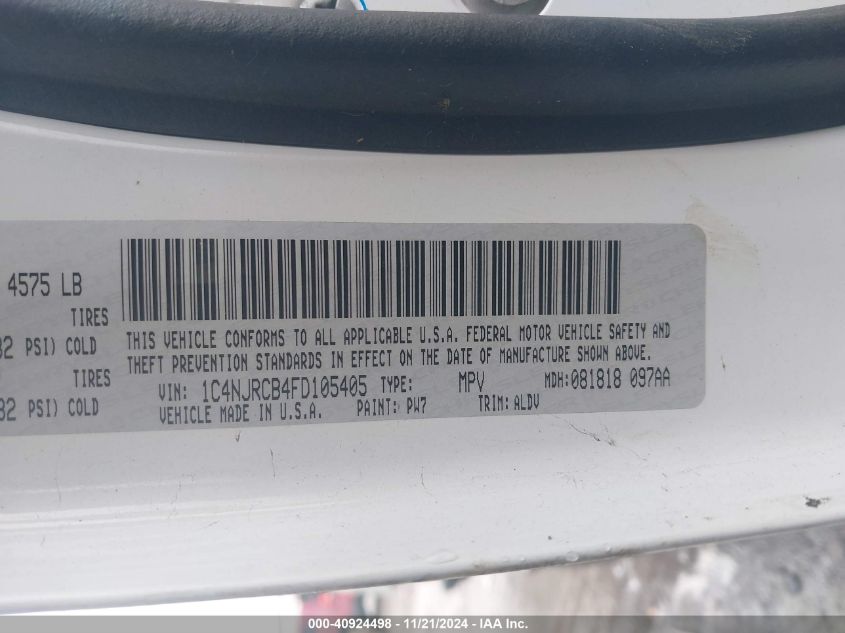 4575 LB
TIRES
PSI) COLD
TIRES
PSI) COLD
THIS VEHICLE CONFORMS TO ALL APPLICABLE U.S.A. FEDERAL MOTOR VEHICLE SAFETY AND
THEFT PREVENTION STANDARDS IN EFFECT ON THE DATE OF MANUFACTURE SHOWN ABOVE.
VIN: 1C4NJRCB4FD105405 TYPE: MPV MDH:081818 097AA
VEHICLE MADE IN U.S.A. PAINT: PW7 TRIM: ALDV
000-40924498 - 11/21/2024 - IAA Inc.